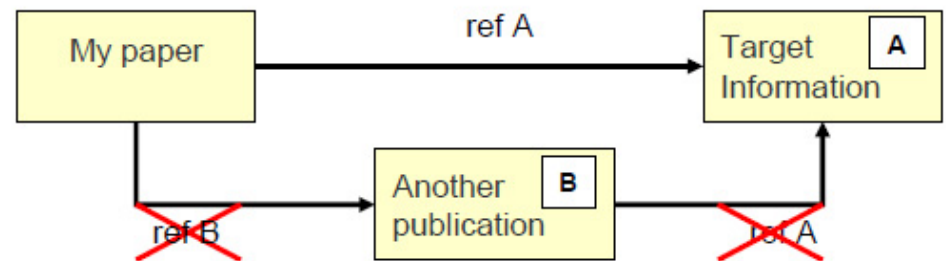 ref A
My paper
Target
Information
A
Another
publication
B
ref B
ref A